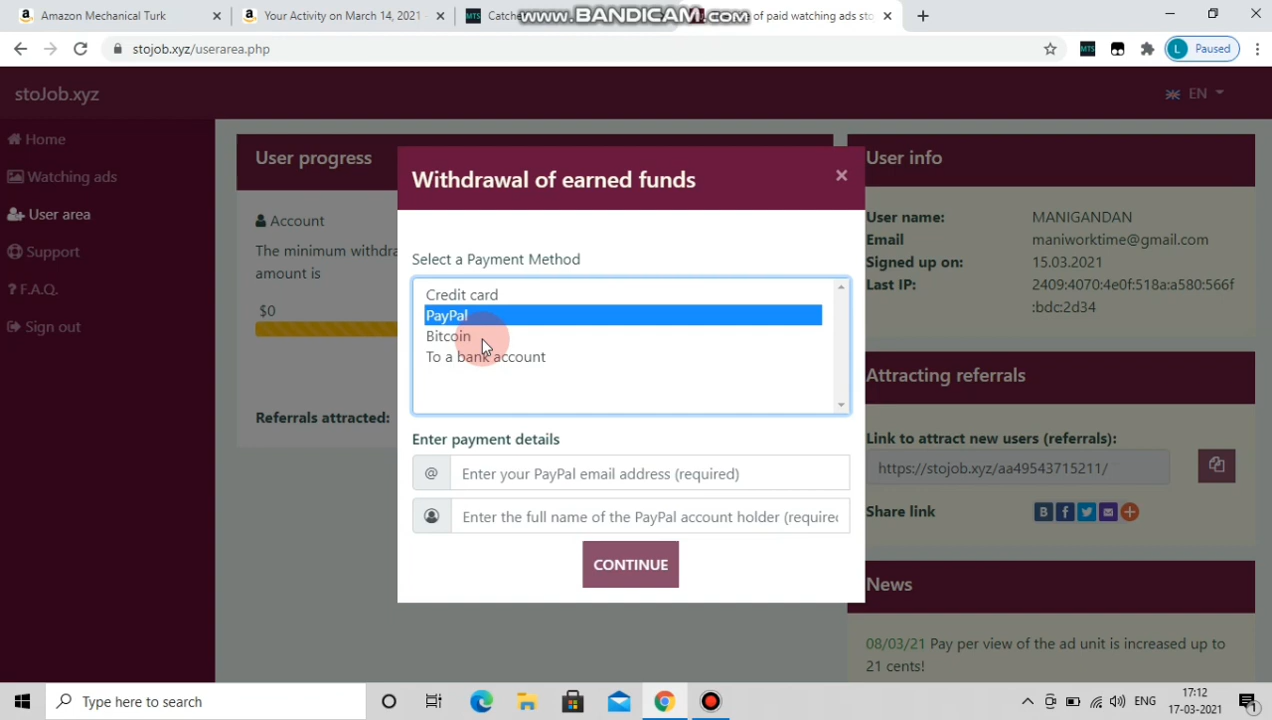 Amazon Mechanical Turk
Your Activity on March 14, 2021 -
Catche
www.BANDICAM.com
of paid watching ads sto
stojob.xyz/userarea.php
MTS
L Paused
stoJob.xyz
EN
Home
Watching ads
User area
Support
? F.A.Q.
Sign out
User progress
Account
The minimum withdra
amount is
$0
Referrals attracted:
Withdrawal of earned funds
×
Select a Payment Method
Credit card
PayPal
Bitcoin
To a bank account
Enter payment details
@ Enter your PayPal email address (required)
Enter the full name of the PayPal account holder (required
CONTINUE
User info
User name: MANIGANDAN
Email maniworktime@gmail.com
Signed up on: 15.03.2021
Last IP: 2409:4070:4e0f:518a:a580:566f
:bdc:2d34
Attracting referrals
Link to attract new users (referrals):
https://stojob.xyz/aa49543715211/
Share link
News
08/03/21 Pay per view of the ad unit is increased up to
21 cents!
Type here to search
ENG
17:12
17-03-2021
1